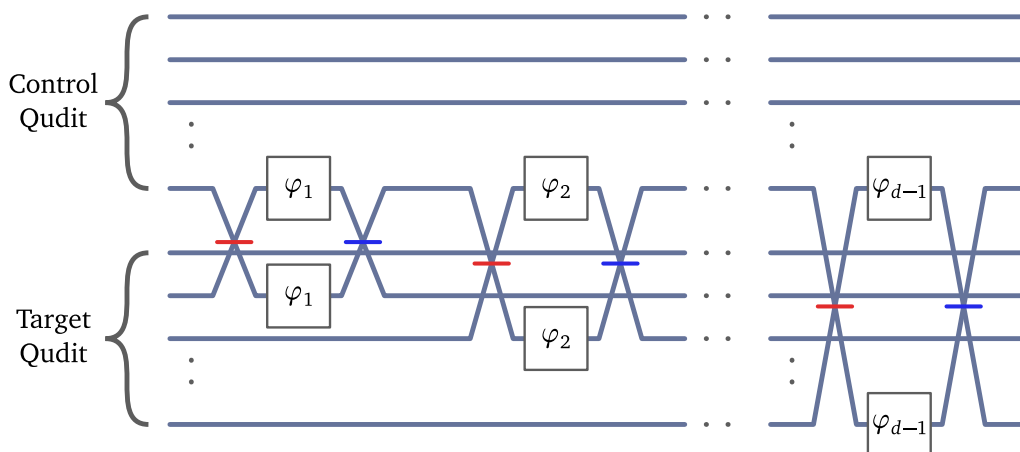 Control
Qudit
φ₁
φ₂
φd−1
φ₁
Target
Qudit
φ₂
φd−1